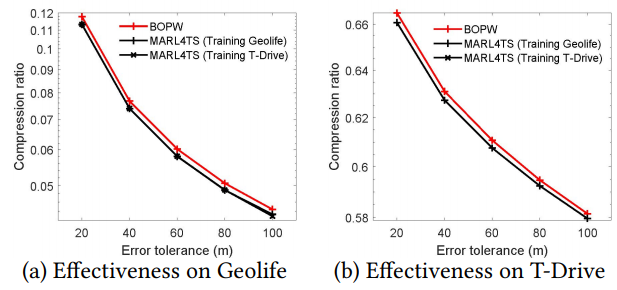 0.12
0.11
0.1
0.09
0.08
0.07
0.06
0.05
Compression ratio
BOPW
MARL4TS (Training Geolife)
MARL4TS (Training T-Drive)
20 40 60 80 100
Error tolerance (m)
(a) Effectiveness on Geolife
0.66
0.64
0.62
0.6
0.58
Compression ratio
BOPW
MARL4TS (Training Geolife)
MARL4TS (Training T-Drive)
20 40 60 80 100
Error tolerance (m)
(b) Effectiveness on T-Drive